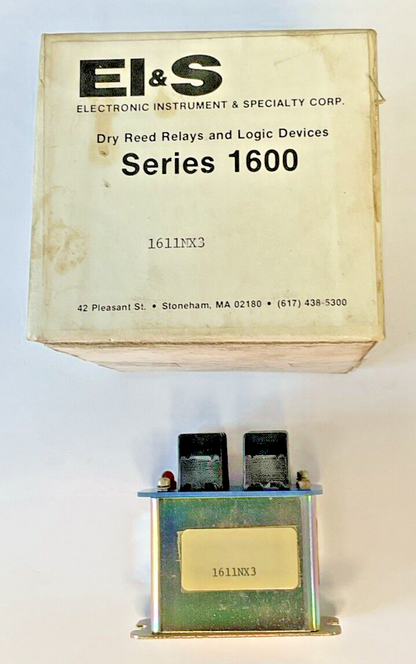 EI&S
ELECTRONIC INSTRUMENT & SPECIALTY CORP.
Dry Reed Relays and Logic Devices
Series 1600
1611NX3
42 Pleasant St. • Stoneham, MA 02180 • (617) 438-5300
1611NX3